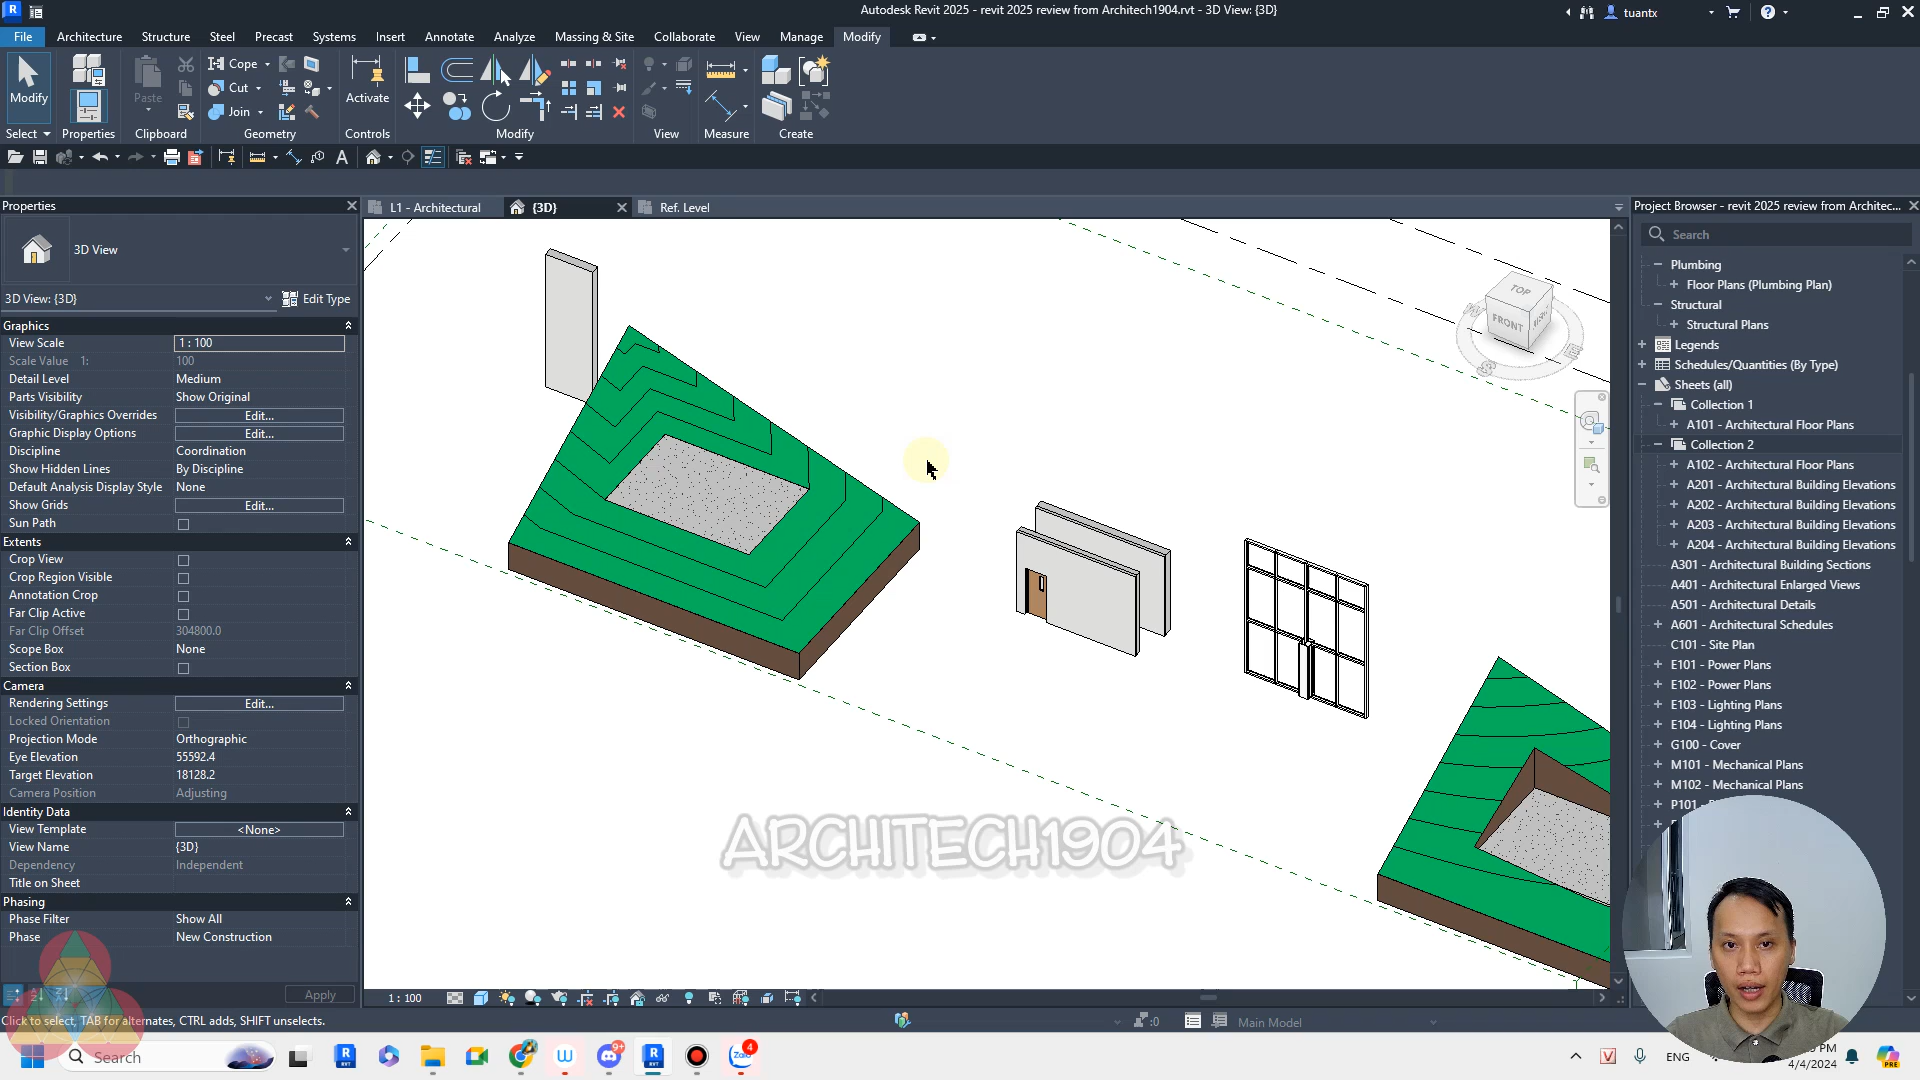 Autodesk Revit 2025 - revit 2025 review from Architech1904.rvt - 3D View: {3D}
tuantx
File Architecture Structure Steel Precast Systems Insert Annotate Analyze Massing & Site Collaborate View Manage Modify
Modify
Paste
Cope
Cut
Join
Activate
Select Properties Clipboard Geometry Controls Modify View Measure Create
Properties
L1 - Architectural
{3D}
Ref. Level
3D View
3D View: {3D}
Edit Type
Graphics
View Scale 1 : 100
Scale Value 1: 100
Detail Level Medium
Parts Visibility Show Original
Visibility/Graphics Overrides Edit...
Graphic Display Options Edit...
Discipline Coordination
Show Hidden Lines By Discipline
Default Analysis Display Style None
Show Grids Edit...
Sun Path
Extents
Crop View
Crop Region Visible
Annotation Crop
Far Clip Active
Far Clip Offset 304800.0
Scope Box None
Section Box
Camera
Rendering Settings Edit...
Locked Orientation
Projection Mode Orthographic
Eye Elevation 55592.4
Target Elevation 18128.2
Camera Position Adjusting
Identity Data
View Template <None>
View Name {3D}
Dependency Independent
Title on Sheet
Phasing
Phase Filter Show All
Phase New Construction
Apply
TOP
FRONT
W
S
E
ARCHITECH1904
1 : 100
Project Browser - revit 2025 review from Architec...
Search
Plumbing
Floor Plans (Plumbing Plan)
Structural
Structural Plans
Legends
Schedules/Quantities (By Type)
Sheets (all)
Collection 1
A101 - Architectural Floor Plans
Collection 2
A102 - Architectural Floor Plans
A201 - Architectural Building Elevations
A202 - Architectural Building Elevations
A203 - Architectural Building Elevations
A204 - Architectural Building Elevations
A301 - Architectural Building Sections
A401 - Architectural Enlarged Views
A501 - Architectural Details
A601 - Architectural Schedules
C101 - Site Plan
E101 - Power Plans
E102 - Power Plans
E103 - Lighting Plans
E104 - Lighting Plans
G100 - Cover
M101 - Mechanical Plans
M102 - Mechanical Plans
P101 -
Click to select, TAB for alternates, CTRL adds, SHIFT unselects.
:0
Main Model
Search
ENG
PM
4/4/2024